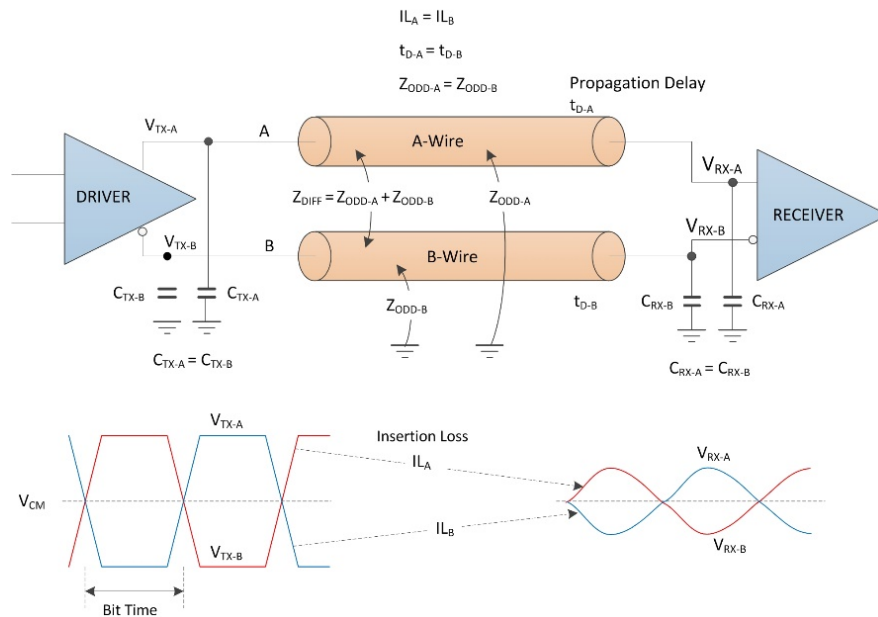 IL_A = IL_B
t_D-A = t_D-B
Z_ODD-A = Z_ODD-B
Propagation Delay
t_D-A
V_TX-A
A
A-Wire
V_RX-A
DRIVER
Z_DIFF = Z_ODD-A + Z_ODD-B
Z_ODD-A
RECEIVER
V_TX-B
B
B-Wire
V_RX-B
C_TX-B
C_TX-A
Z_ODD-B
t_D-B
C_RX-B
C_RX-A
C_TX-A = C_TX-B
C_RX-A = C_RX-B
V_TX-A
Insertion Loss
IL_A
V_RX-A
V_CM
IL_B
V_TX-B
V_RX-B
Bit Time